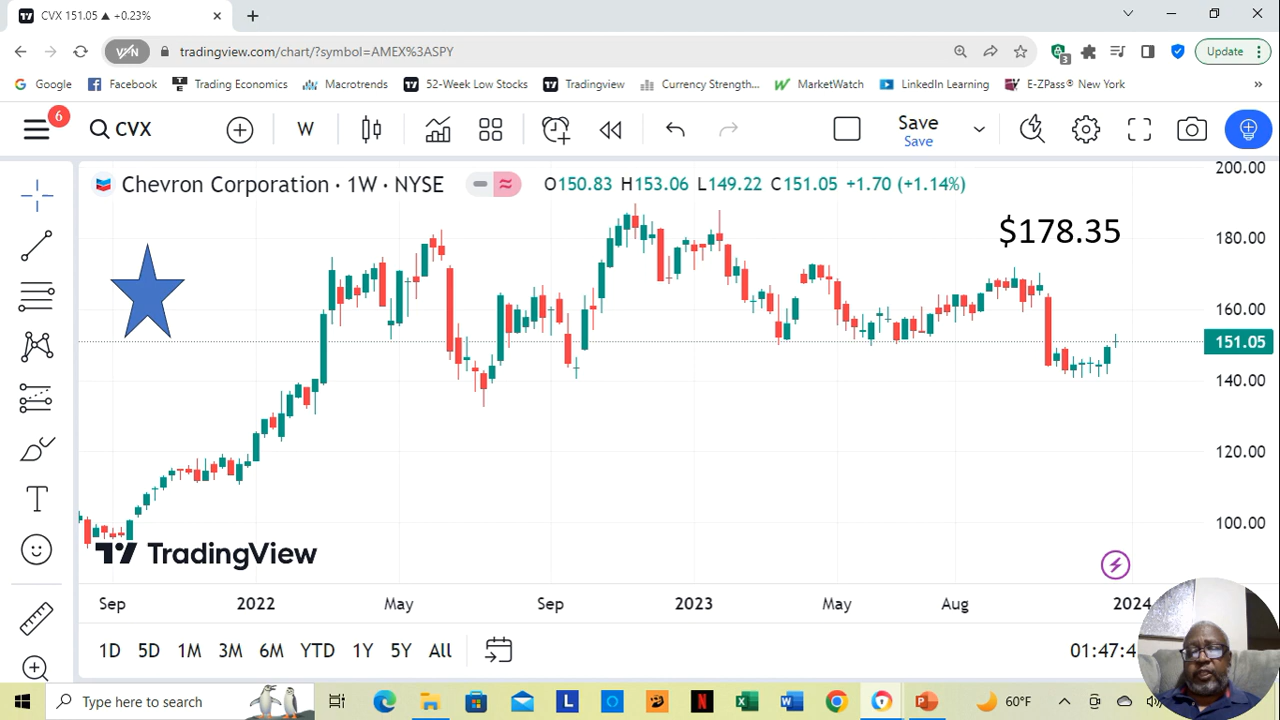 CVX 151.05 ▲ +0.23%
tradingview.com/chart/?symbol=AMEX%3ASPY
3
Update
Google Facebook Trading Economics Macrotrends 52-Week Low Stocks Tradingview Currency Strength... MarketWatch LinkedIn Learning E-ZPass® New York »
6
CVX W Save
Save
Chevron Corporation · 1W · NYSE O150.83 H153.06 L149.22 C151.05 +1.70 (+1.14%)
200.00
$178.35
180.00
160.00
151.05
140.00
120.00
100.00
TradingView
Sep 2022 May Sep 2023 May Aug 2024
1D 5D 1M 3M 6M YTD 1Y 5Y All
01:47:4
Type here to search
60°F